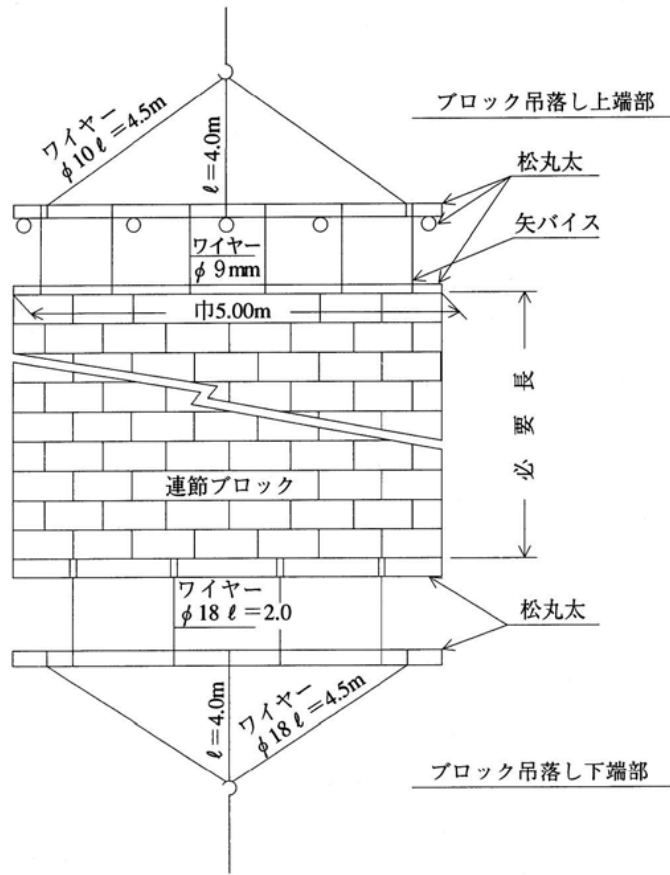 ワイヤー
φ10 ℓ=4.5m
ℓ=4.0m
ブロック吊落し上端部
松丸太
矢バイス
ワイヤー
φ 9mm
巾5.00m
必要長
連節ブロック
ワイヤー
φ18 ℓ=2.0
松丸太
ℓ=4.0m
ワイヤー
φ18 ℓ=4.5m
ブロック吊落し下端部